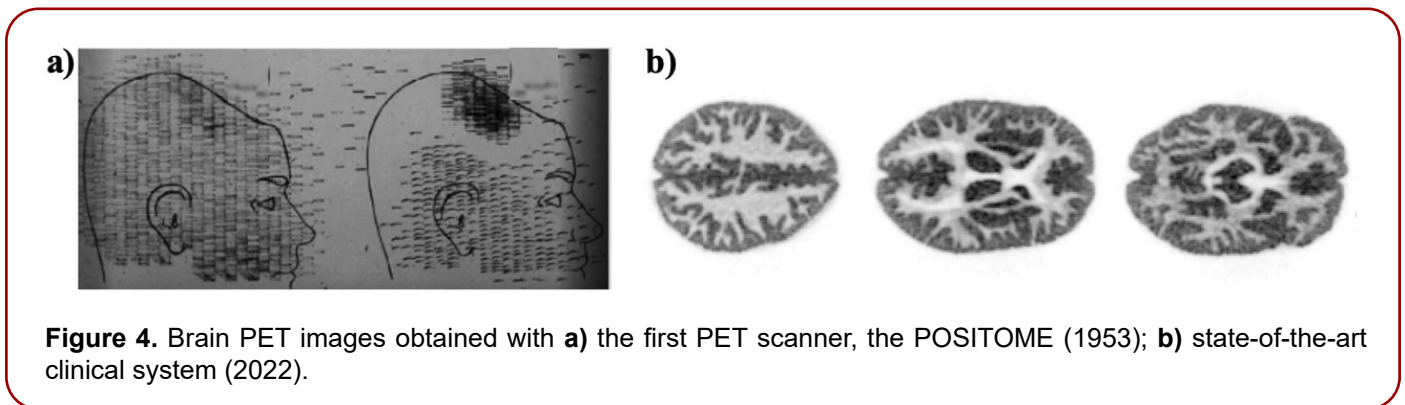 a)
b)
Figure 4. Brain PET images obtained with a) the first PET scanner, the POSITOME (1953); b) state-of-the-art
clinical system (2022).